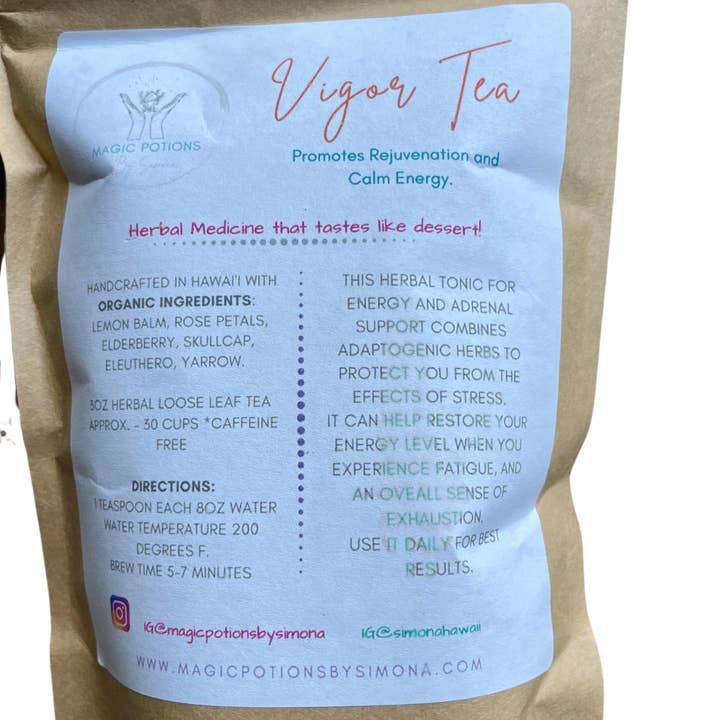 MAGIC POTIONS
Vigor Tea
Promotes Rejuvenation and
Calm Energy.
Herbal Medicine that tastes like dessert!
HANDCRAFTED IN HAWAI'I WITH
ORGANIC INGREDIENTS:
LEMON BALM, ROSE PETALS,
ELDERBERRY, SKULLCAP,
ELEUTHERO, YARROW.
3OZ HERBAL LOOSE LEAF TEA
APPROX. - 30 CUPS *CAFFEINE
FREE
DIRECTIONS:
1 TEASPOON EACH 8OZ WATER
WATER TEMPERATURE 200
DEGREES F.
BREW TIME 5-7 MINUTES
THIS HERBAL TONIC FOR
ENERGY AND ADRENAL
SUPPORT COMBINES
ADAPTOGENIC HERBS TO
PROTECT YOU FROM THE
EFFECTS OF STRESS.
IT CAN HELP RESTORE YOUR
ENERGY LEVEL WHEN YOU
EXPERIENCE FATIGUE, AND
AN OVEALL SENSE OF
EXHAUSTION.
USE IT DAILY FOR BEST
RESULTS.
IG@magicpotionsbysimona
IG@simonahawaii
WWW.MAGICPOTIONSBYSIMONA.COM